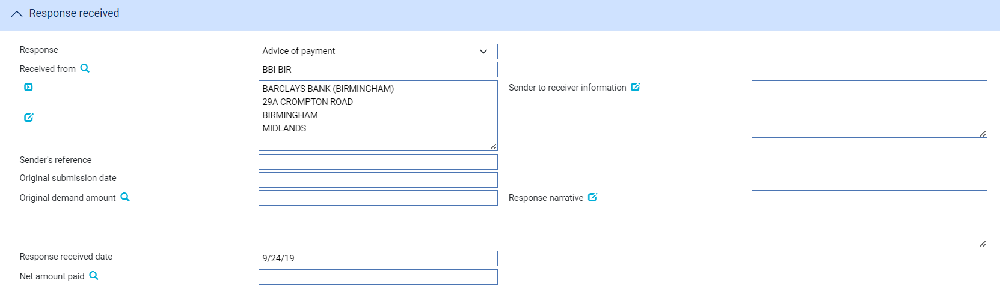 Response received
Response
Advice of payment
Received from
BBI BIR
BARCLAYS BANK (BIRMINGHAM)
29A CROMPTON ROAD
BIRMINGHAM
MIDLANDS
Sender to receiver information
Sender's reference
Original submission date
Original demand amount
Response narrative
Response received date
9/24/19
Net amount paid